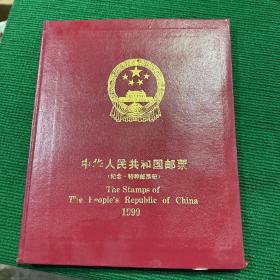 中华人民共和国邮票
(纪念·特种邮票册)
The Stamps of
The People's Republic of China
1999